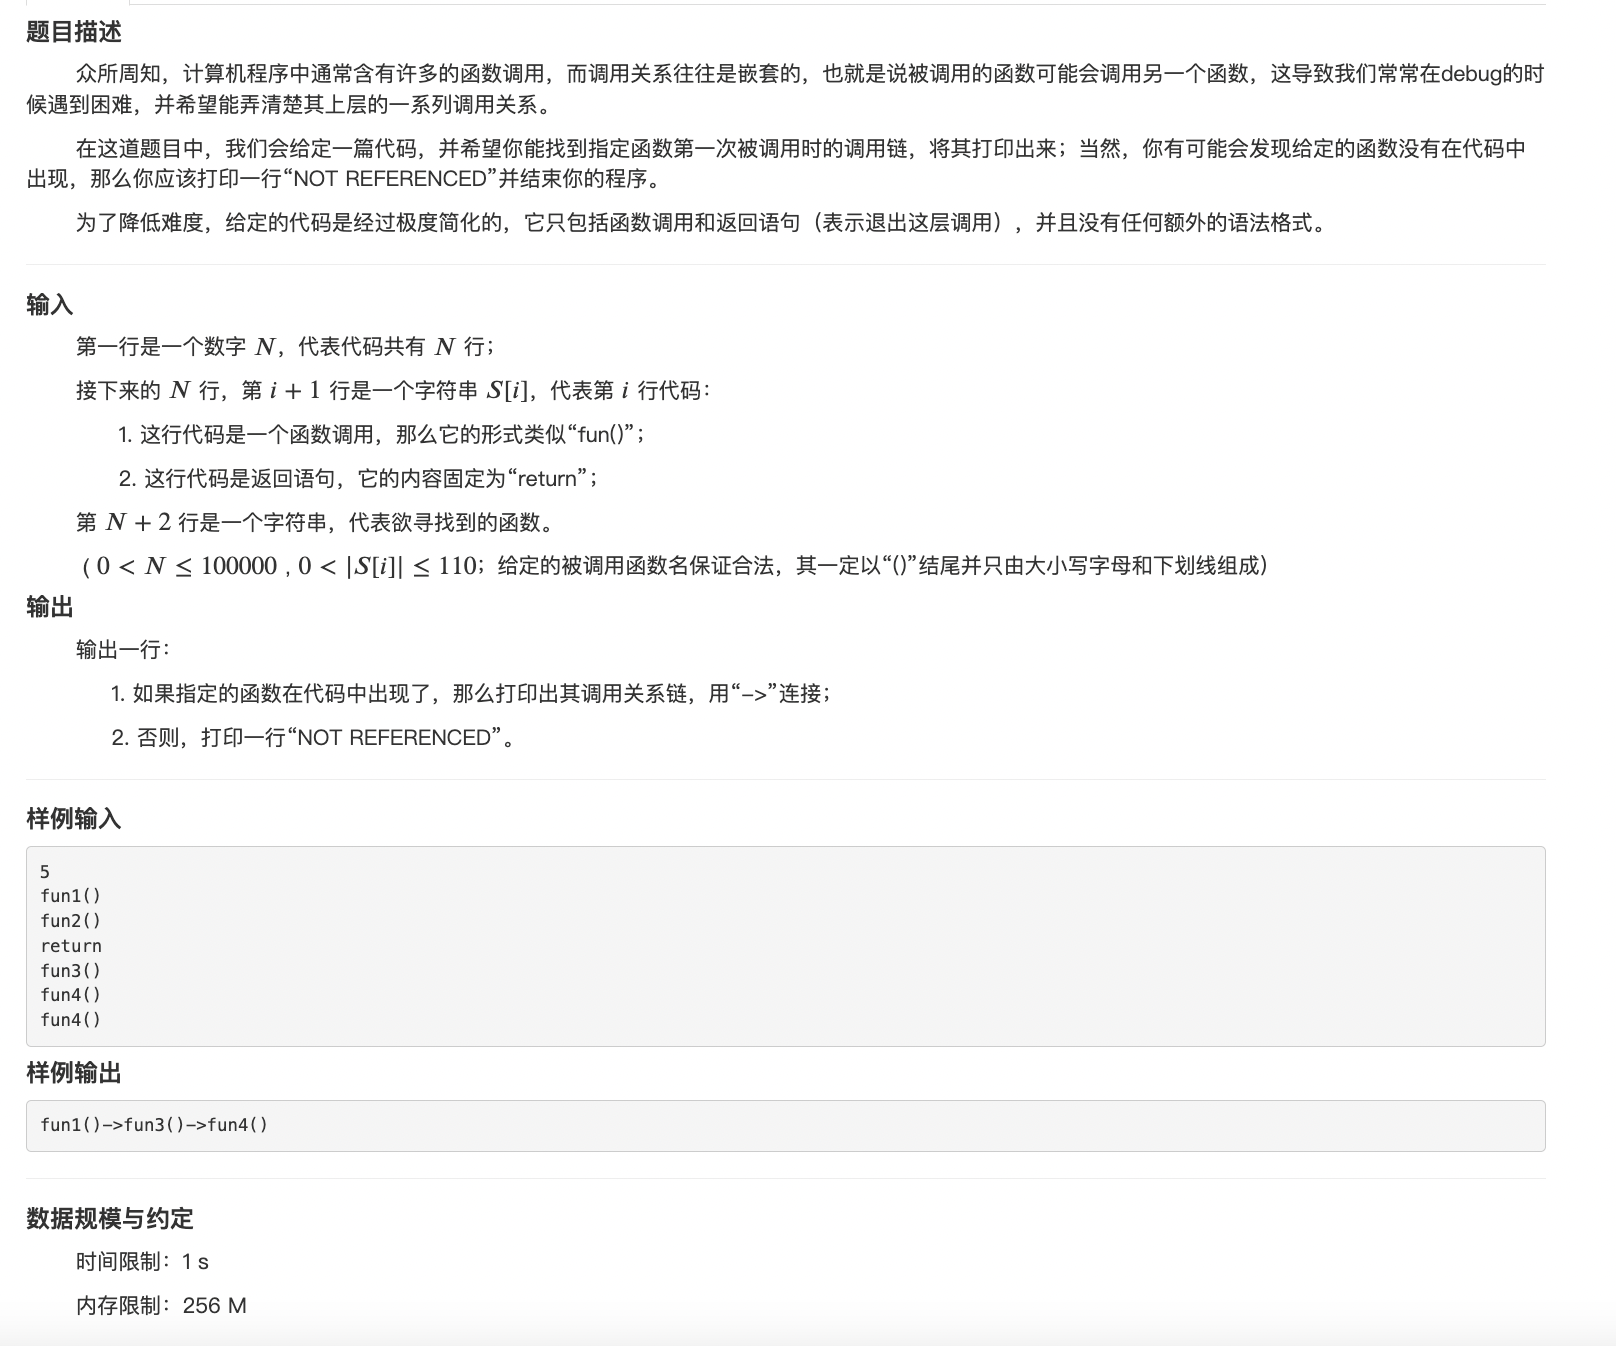 题目描述
众所周知，计算机程序中通常含有许多的函数调用，而调用关系往往是嵌套的，也就是说被调用的函数可能会调用另一个函数，这导致我们常常在debug的时
候遇到困难，并希望能弄清楚其上层的一系列调用关系。
在这道题目中，我们会给定一篇代码，并希望你能找到指定函数第一次被调用时的调用链，将其打印出来；当然，你有可能会发现给定的函数没有在代码中
出现，那么你应该打印一行“NOT REFERENCED”并结束你的程序。
为了降低难度，给定的代码是经过极度简化的，它只包括函数调用和返回语句（表示退出这层调用），并且没有任何额外的语法格式。
输入
第一行是一个数字 N，代表代码共有 N 行；
接下来的 N 行，第 i + 1 行是一个字符串 S[i]，代表第 i 行代码：
1. 这行代码是一个函数调用，那么它的形式类似“fun()”；
2. 这行代码是返回语句，它的内容固定为“return”；
第 N + 2 行是一个字符串，代表欲寻找到的函数。
（0 < N ≤ 100000 , 0 < |S[i]| ≤ 110；给定的被调用函数名保证合法，其一定以“()”结尾并只由大小写字母和下划线组成）
输出
输出一行：
1. 如果指定的函数在代码中出现了，那么打印出其调用关系链，用“->”连接；
2. 否则，打印一行“NOT REFERENCED”。
样例输入
5
fun1()
fun2()
return
fun3()
fun4()
fun4()
样例输出
fun1()->fun3()->fun4()
数据规模与约定
时间限制：1 s
内存限制：256 M